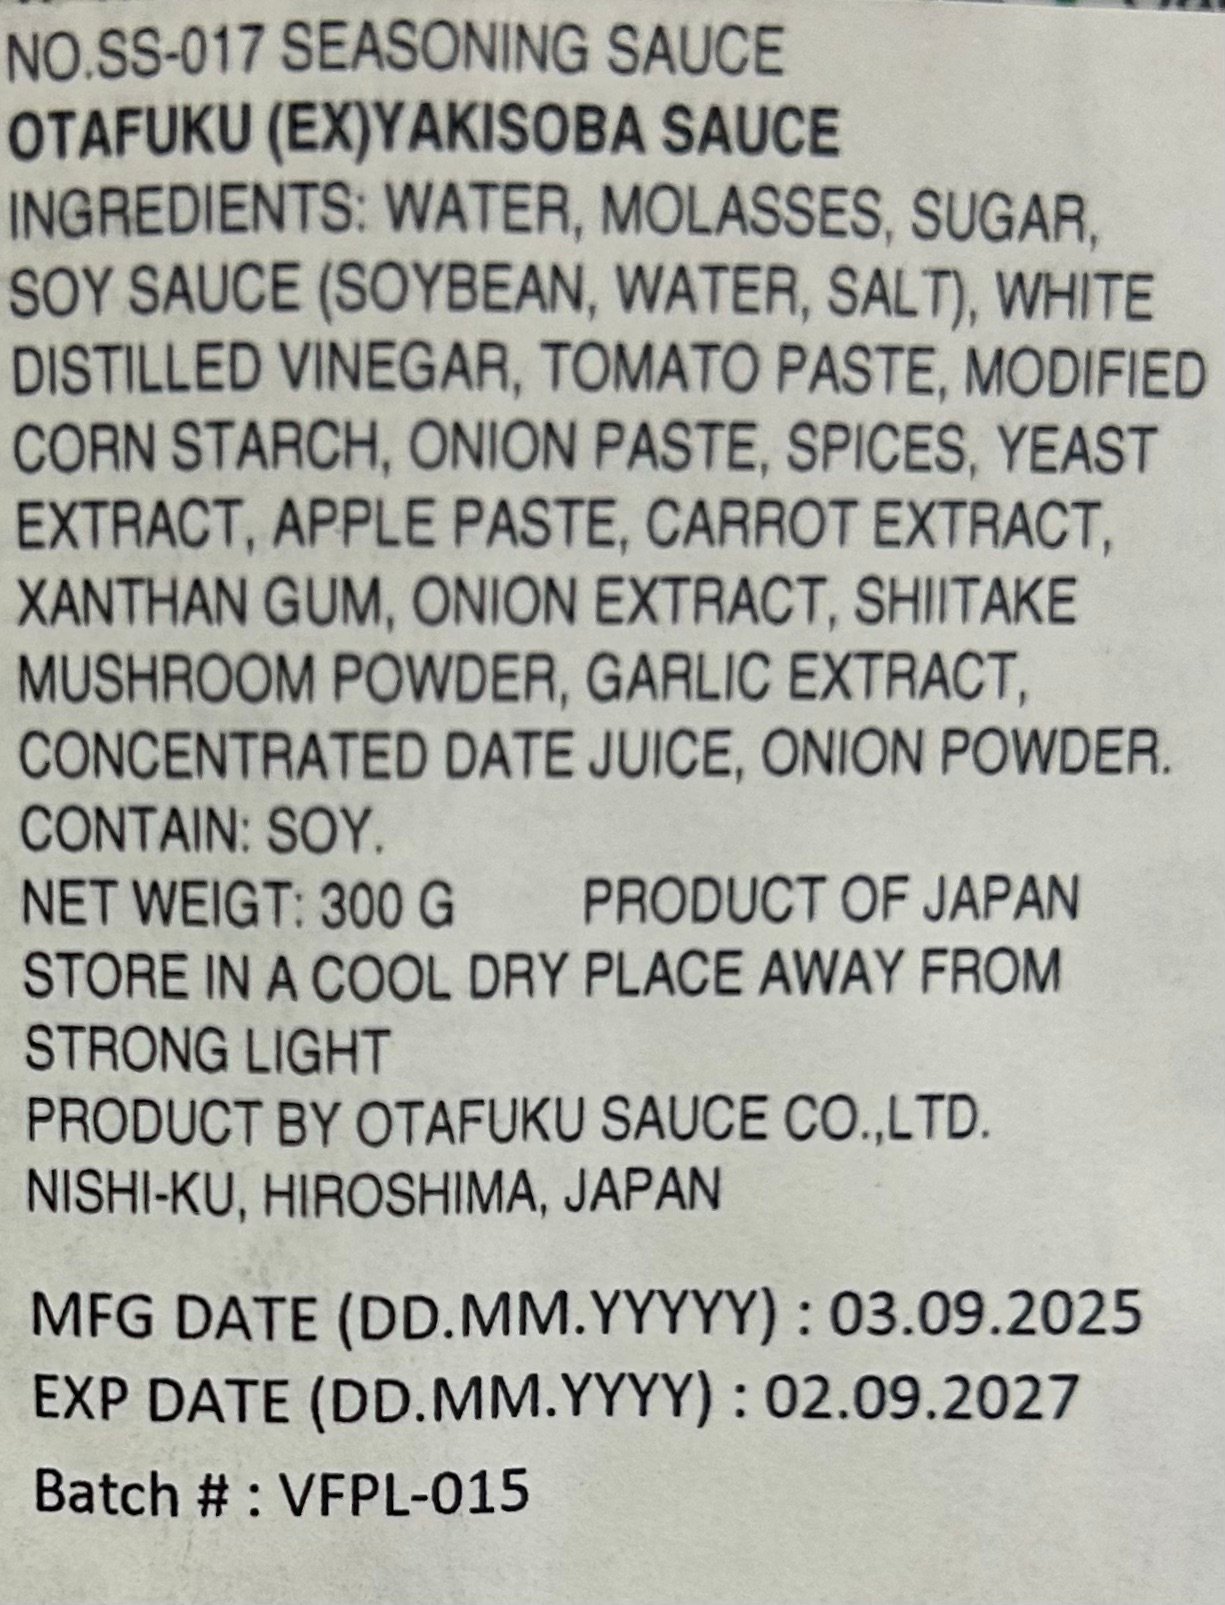 NO.SS-017 SEASONING SAUCE
OTAFUKU (EX)YAKISOBA SAUCE
INGREDIENTS: WATER, MOLASSES, SUGAR,
SOY SAUCE (SOYBEAN, WATER, SALT), WHITE
DISTILLED VINEGAR, TOMATO PASTE, MODIFIED
CORN STARCH, ONION PASTE, SPICES, YEAST
EXTRACT, APPLE PASTE, CARROT EXTRACT,
XANTHAN GUM, ONION EXTRACT, SHIITAKE
MUSHROOM POWDER, GARLIC EXTRACT,
CONCENTRATED DATE JUICE, ONION POWDER.
CONTAIN: SOY.
NET WEIGT: 300 G PRODUCT OF JAPAN
STORE IN A COOL DRY PLACE AWAY FROM
STRONG LIGHT
PRODUCT BY OTAFUKU SAUCE CO.,LTD.
NISHI-KU, HIROSHIMA, JAPAN
MFG DATE (DD.MM.YYYYY) : 03.09.2025
EXP DATE (DD.MM.YYYY) : 02.09.2027
Batch # : VFPL-015